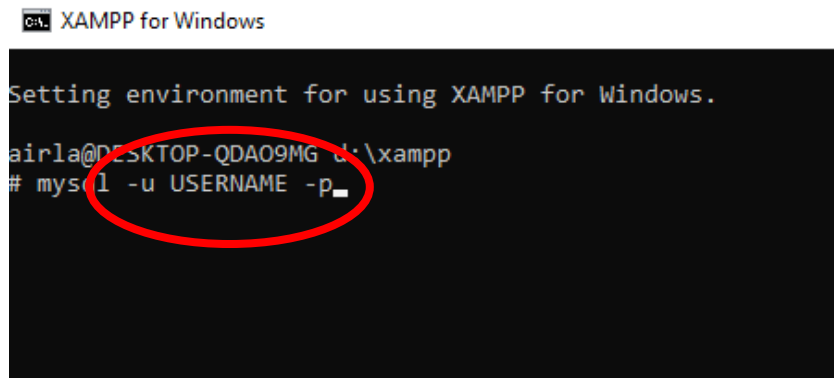 XAMPP for Windows
Setting environment for using XAMPP for Windows.
airla@DESKTOP-QDAO9MG d:\xampp
# mysql -u USERNAME -p